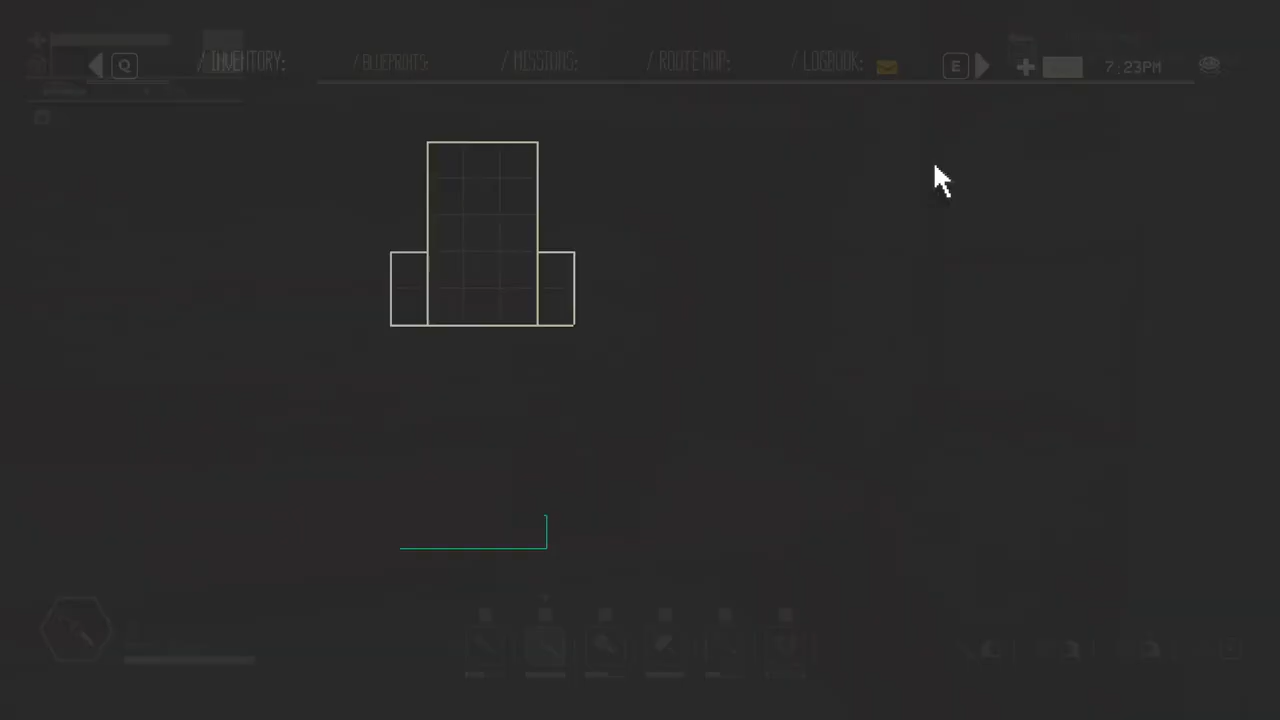 Q / INVENTORY: / BLUEPRINTS: / MISSIONS: / ROUTE MAP: / LOGBOOK: E 7:23PM